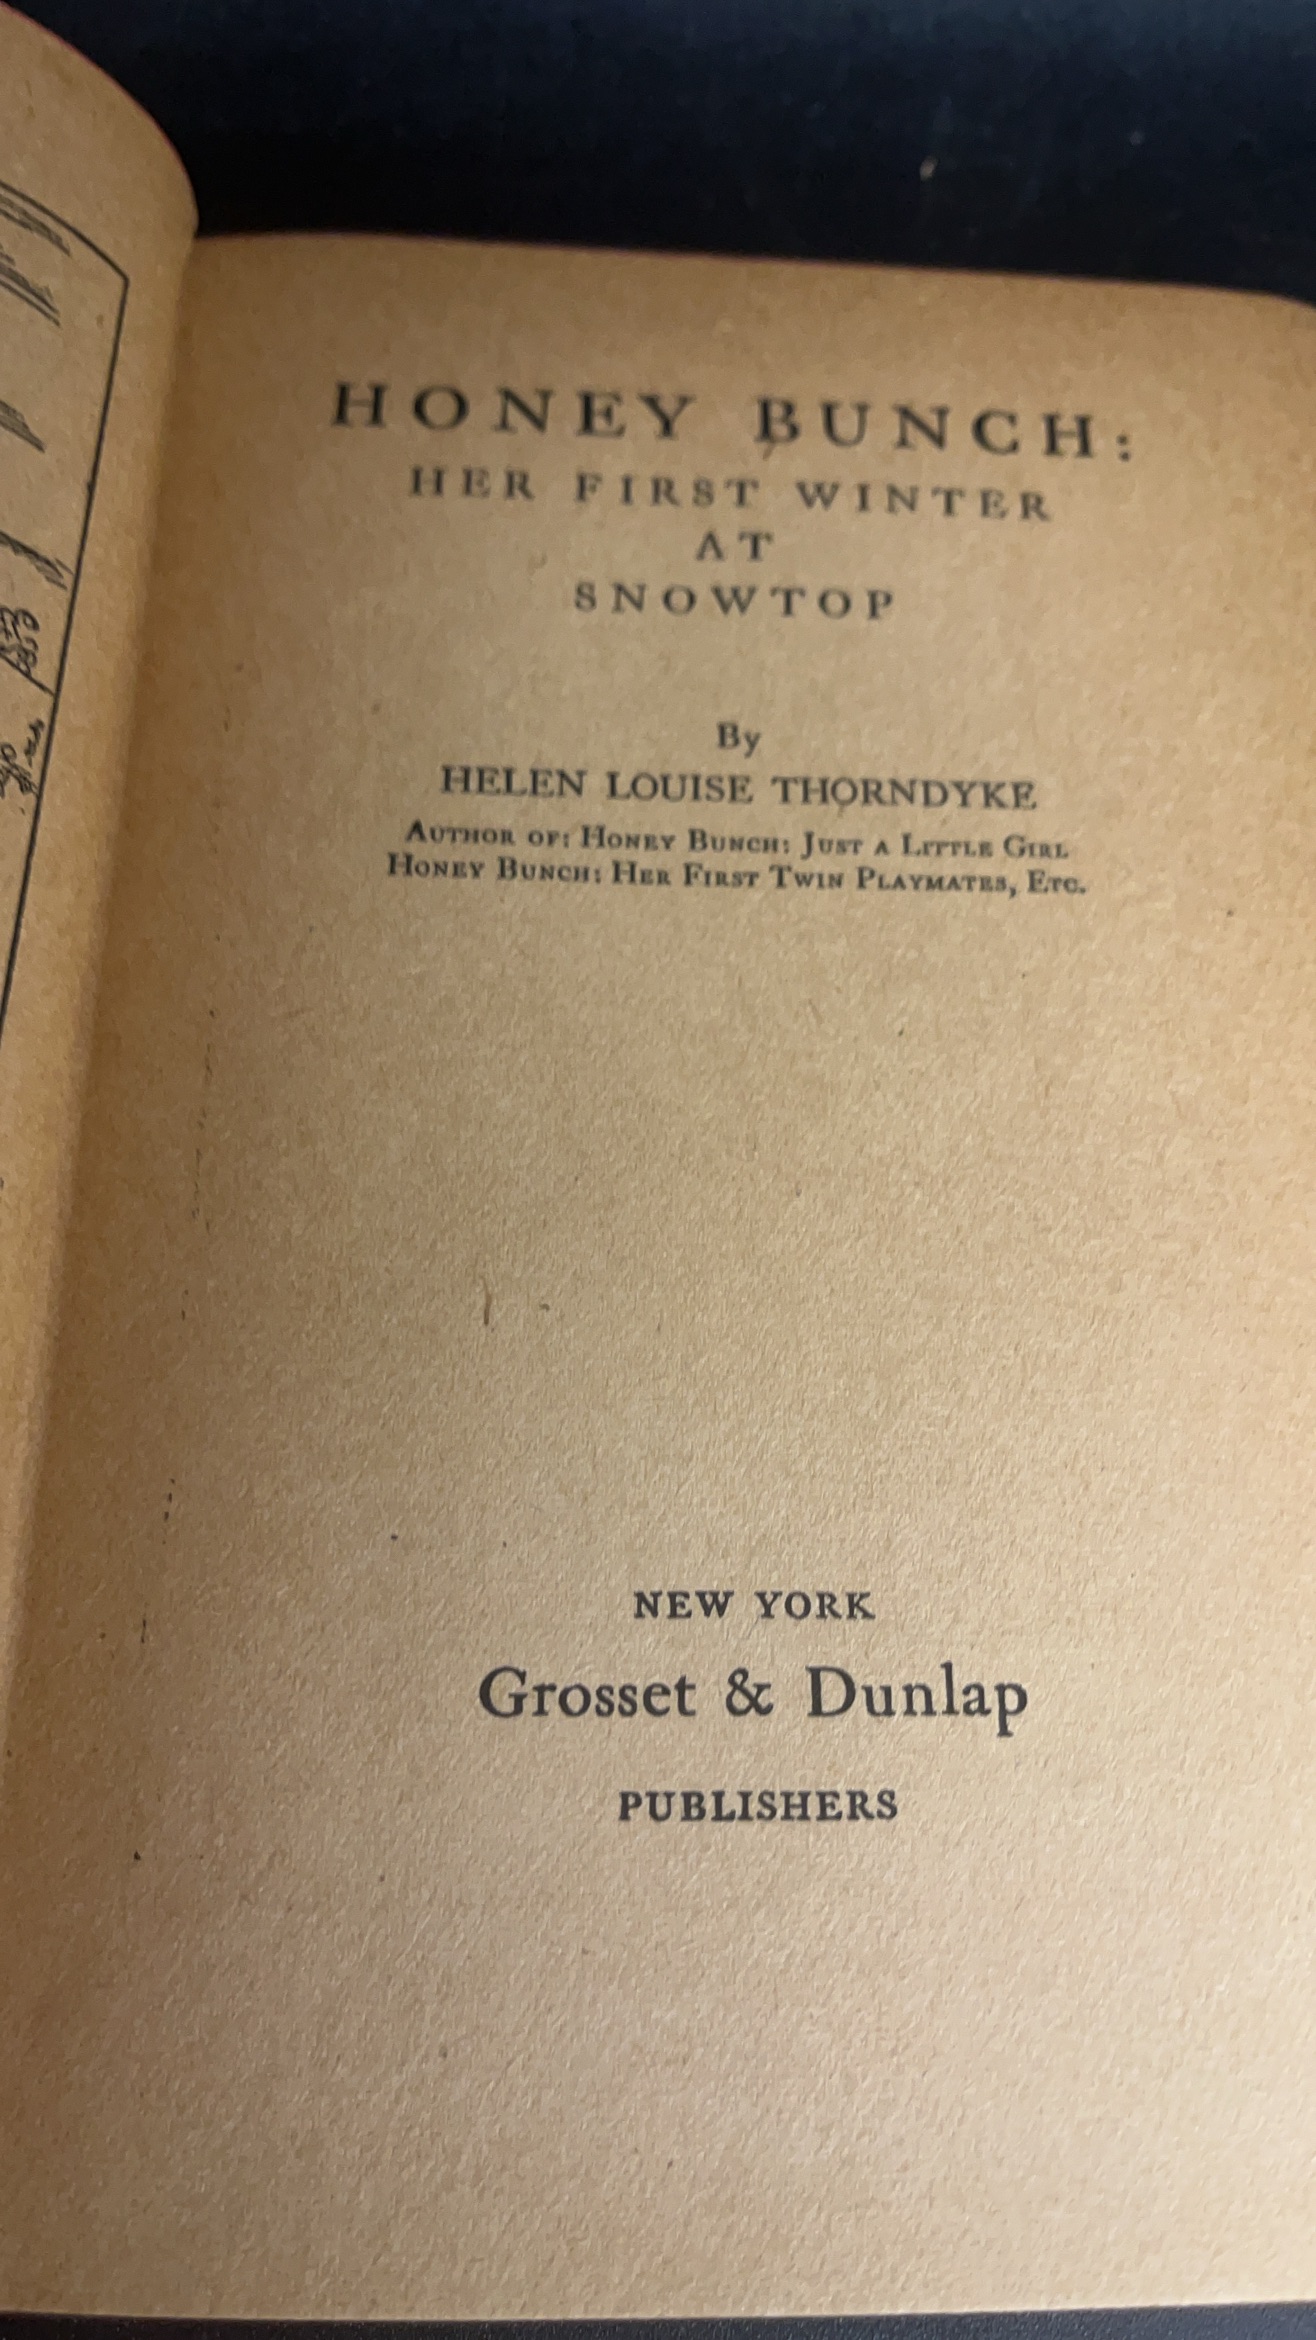 HONEY BUNCH:
HER FIRST WINTER
AT
SNOWTOP
By
HELEN LOUISE THORNDYKE
AUTHOR OF: HONEY BUNCH: JUST A LITTLE GIRL
HONEY BUNCH: HER FIRST TWIN PLAYMATES, ETC.
NEW YORK
Grosset & Dunlap
PUBLISHERS